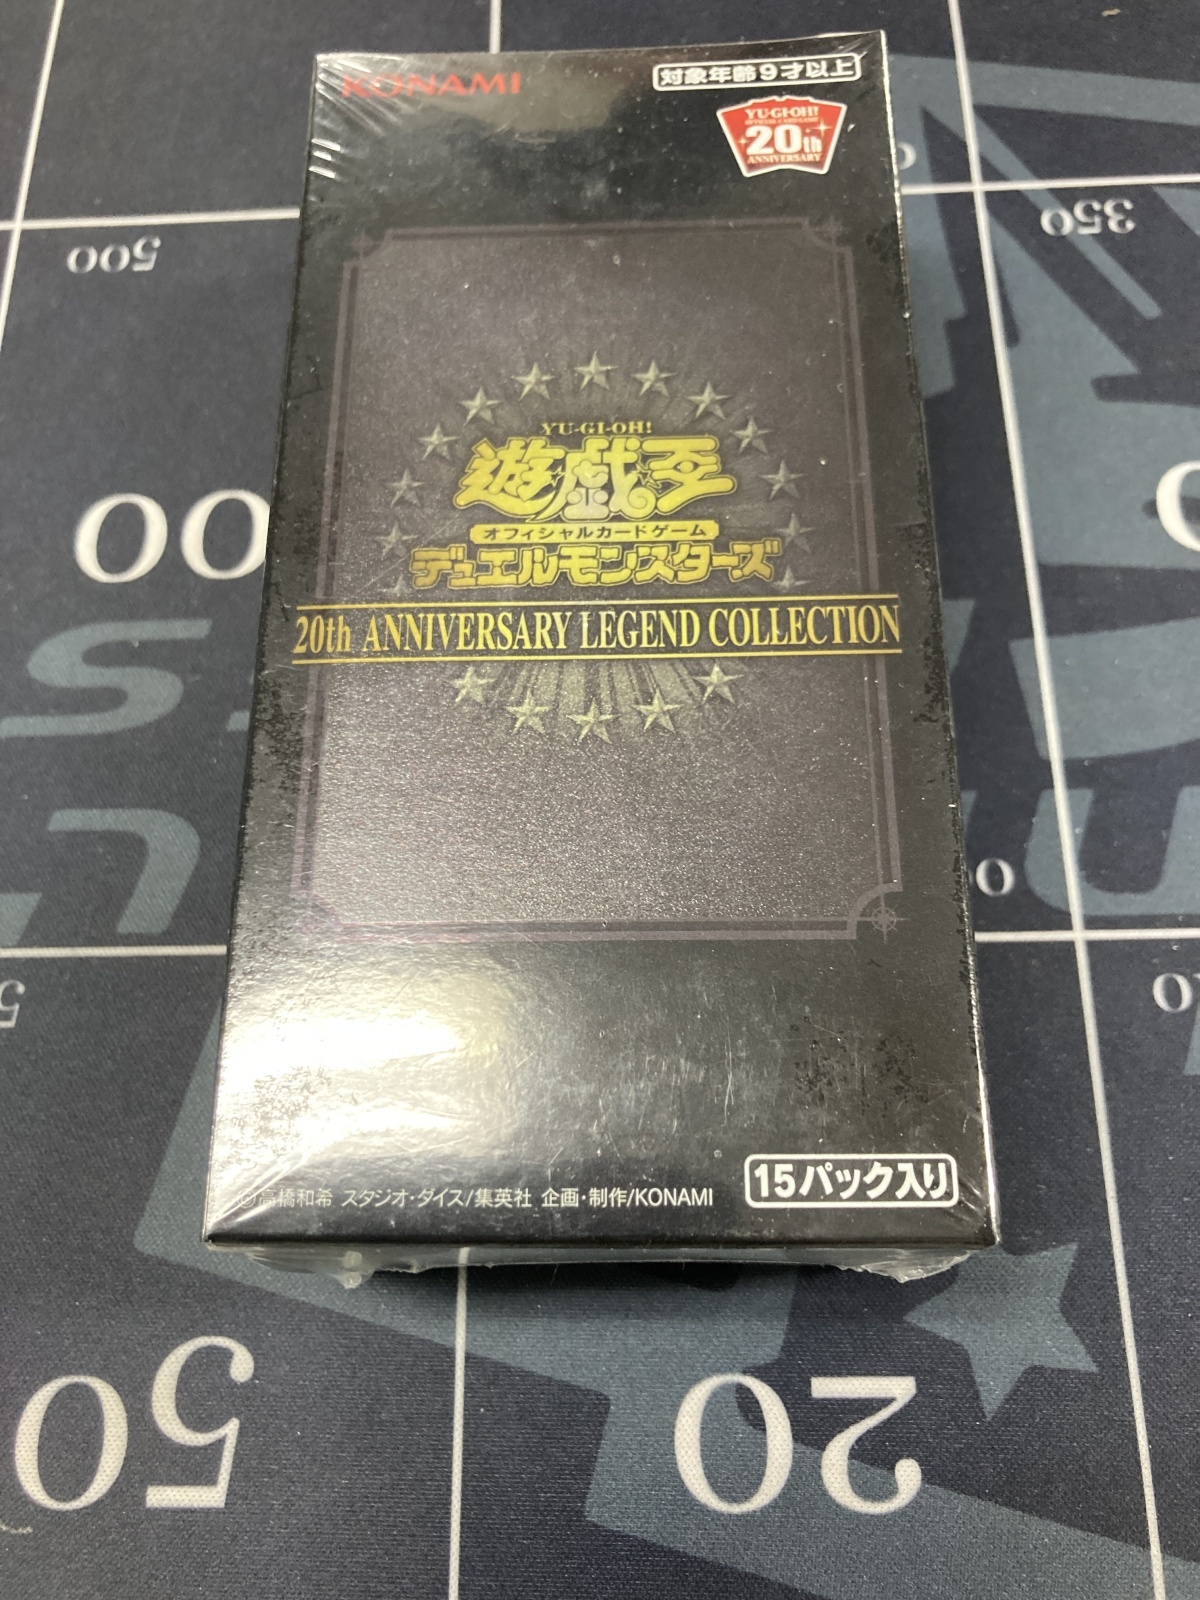 KONAMI
対象年齢9才以上
YU-GI-OH!
OFFICIAL CARD GAME
20th
ANNIVERSARY
YU-GI-OH!
遊戯王
オフィシャルカードゲーム
デュエルモンスターズ
20th ANNIVERSARY LEGEND COLLECTION
15パック入り
©高橋和希 スタジオ・ダイス/集英社 企画・制作/KONAMI
500
350
00
50
20